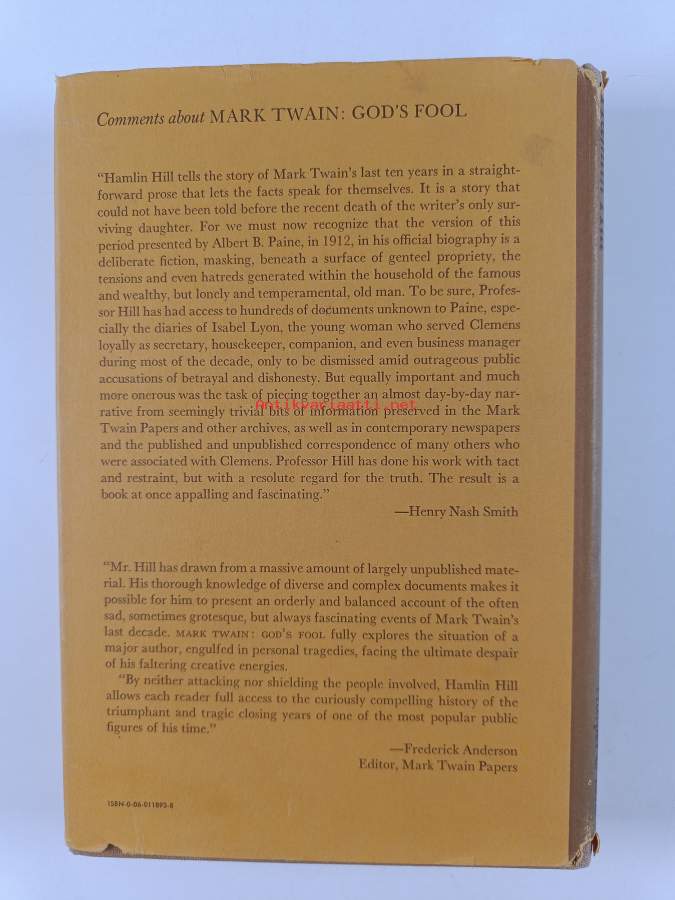 Comments about MARK TWAIN: GOD'S FOOL
"Hamlin Hill tells the story of Mark Twain's last ten years in a straight-
forward prose that lets the facts speak for themselves. It is a story that
could not have been told before the recent death of the writer's only sur-
viving daughter. For we must now recognize that the version of this
period presented by Albert B. Paine, in 1912, in his official biography is a
deliberate fiction, masking, beneath a surface of genteel propriety, the
tensions and even hatreds generated within the household of the famous
and wealthy, but lonely and temperamental, old man. To be sure, Profes-
sor Hill has had access to hundreds of documents unknown to Paine, espe-
cially the diaries of Isabel Lyon, the young woman who served Clemens
loyally as secretary, housekeeper, companion, and even business manager
during most of the decade, only to be dismissed amid outrageous public
accusations of betrayal and dishonesty. But equally important and much
more onerous was the task of piecing together an almost day-by-day nar-
rative from seemingly trivial bits of information preserved in the Mark
Twain Papers and other archives, as well as in contemporary newspapers
and the published and unpublished correspondence of many others who
were associated with Clemens. Professor Hill has done his work with tact
and restraint, but with a resolute regard for the truth. The result is a
book at once appalling and fascinating."
—Henry Nash Smith
"Mr. Hill has drawn from a massive amount of largely unpublished mate-
rial. His thorough knowledge of diverse and complex documents makes it
possible for him to present an orderly and balanced account of the often
sad, sometimes grotesque, but always fascinating events of Mark Twain's
last decade. MARK TWAIN: GOD'S FOOL fully explores the situation of a
major author, engulfed in personal tragedies, facing the ultimate despair
of his faltering creative energies.
"By neither attacking nor shielding the people involved, Hamlin Hill
allows each reader full access to the curiously compelling history of the
triumphant and tragic closing years of one of the most popular public
figures of his time."
—Frederick Anderson
Editor, Mark Twain Papers
ISBN-0-06-011893-8
Antikvariaatti.net